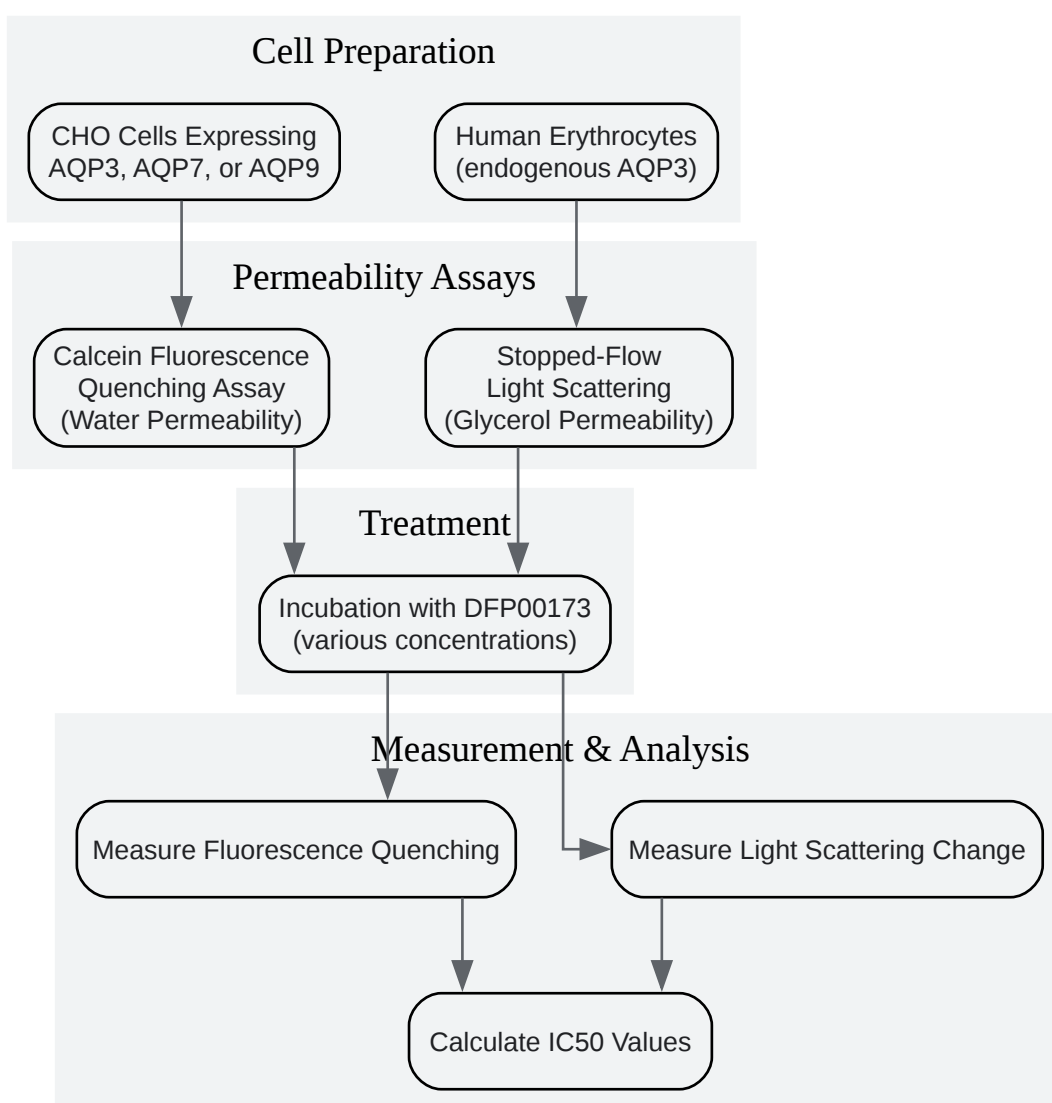 Cell Preparation
CHO Cells Expressing
AQP3, AQP7, or AQP9
Human Erythrocytes
(endogenous AQP3)
Permeability Assays
Calcein Fluorescence
Quenching Assay
(Water Permeability)
Stopped-Flow
Light Scattering
(Glycerol Permeability)
Treatment
Incubation with DFP00173
(various concentrations)
Measurement & Analysis
Measure Fluorescence Quenching
Measure Light Scattering Change
Calculate IC50 Values